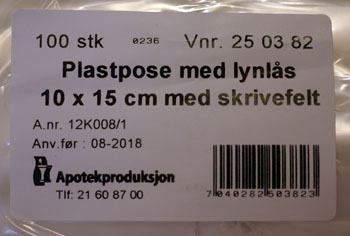 100 stk 0236 Vnr. 25 03 82
Plastpose med lynlås
10 x 15 cm med skrivefelt
A.nr. 12K008/1
Anv.før : 08-2018
Apotekproduksjon
Tlf: 21 60 87 00
7040282503823